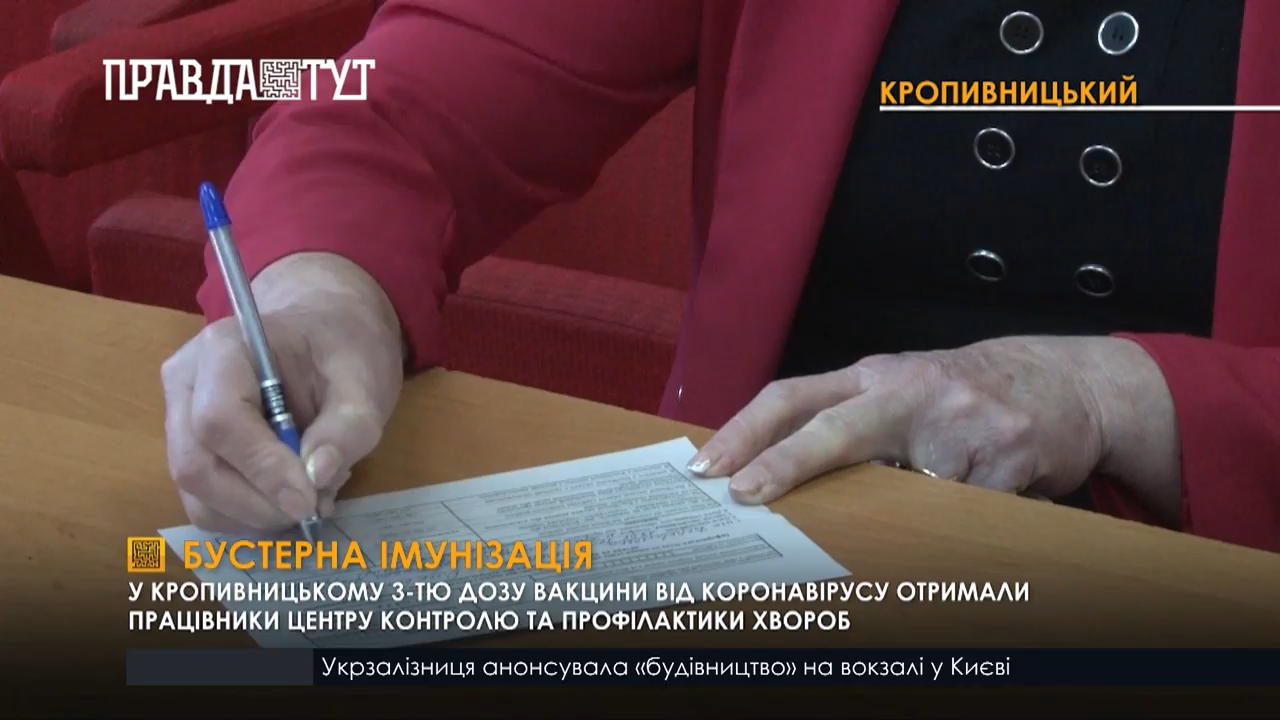 ПРАВДА ТУТ
КРОПИВНИЦЬКИЙ
БУСТЕРНА ІМУНІЗАЦІЯ
У КРОПИВНИЦЬКОМУ 3-ТЮ ДОЗУ ВАКЦИНИ ВІД КОРОНАВІРУСУ ОТРИМАЛИ
ПРАЦІВНИКИ ЦЕНТРУ КОНТРОЛЮ ТА ПРОФІЛАКТИКИ ХВОРОБ
Укрзалізниця анонсувала «будівництво» на вокзалі у Києві